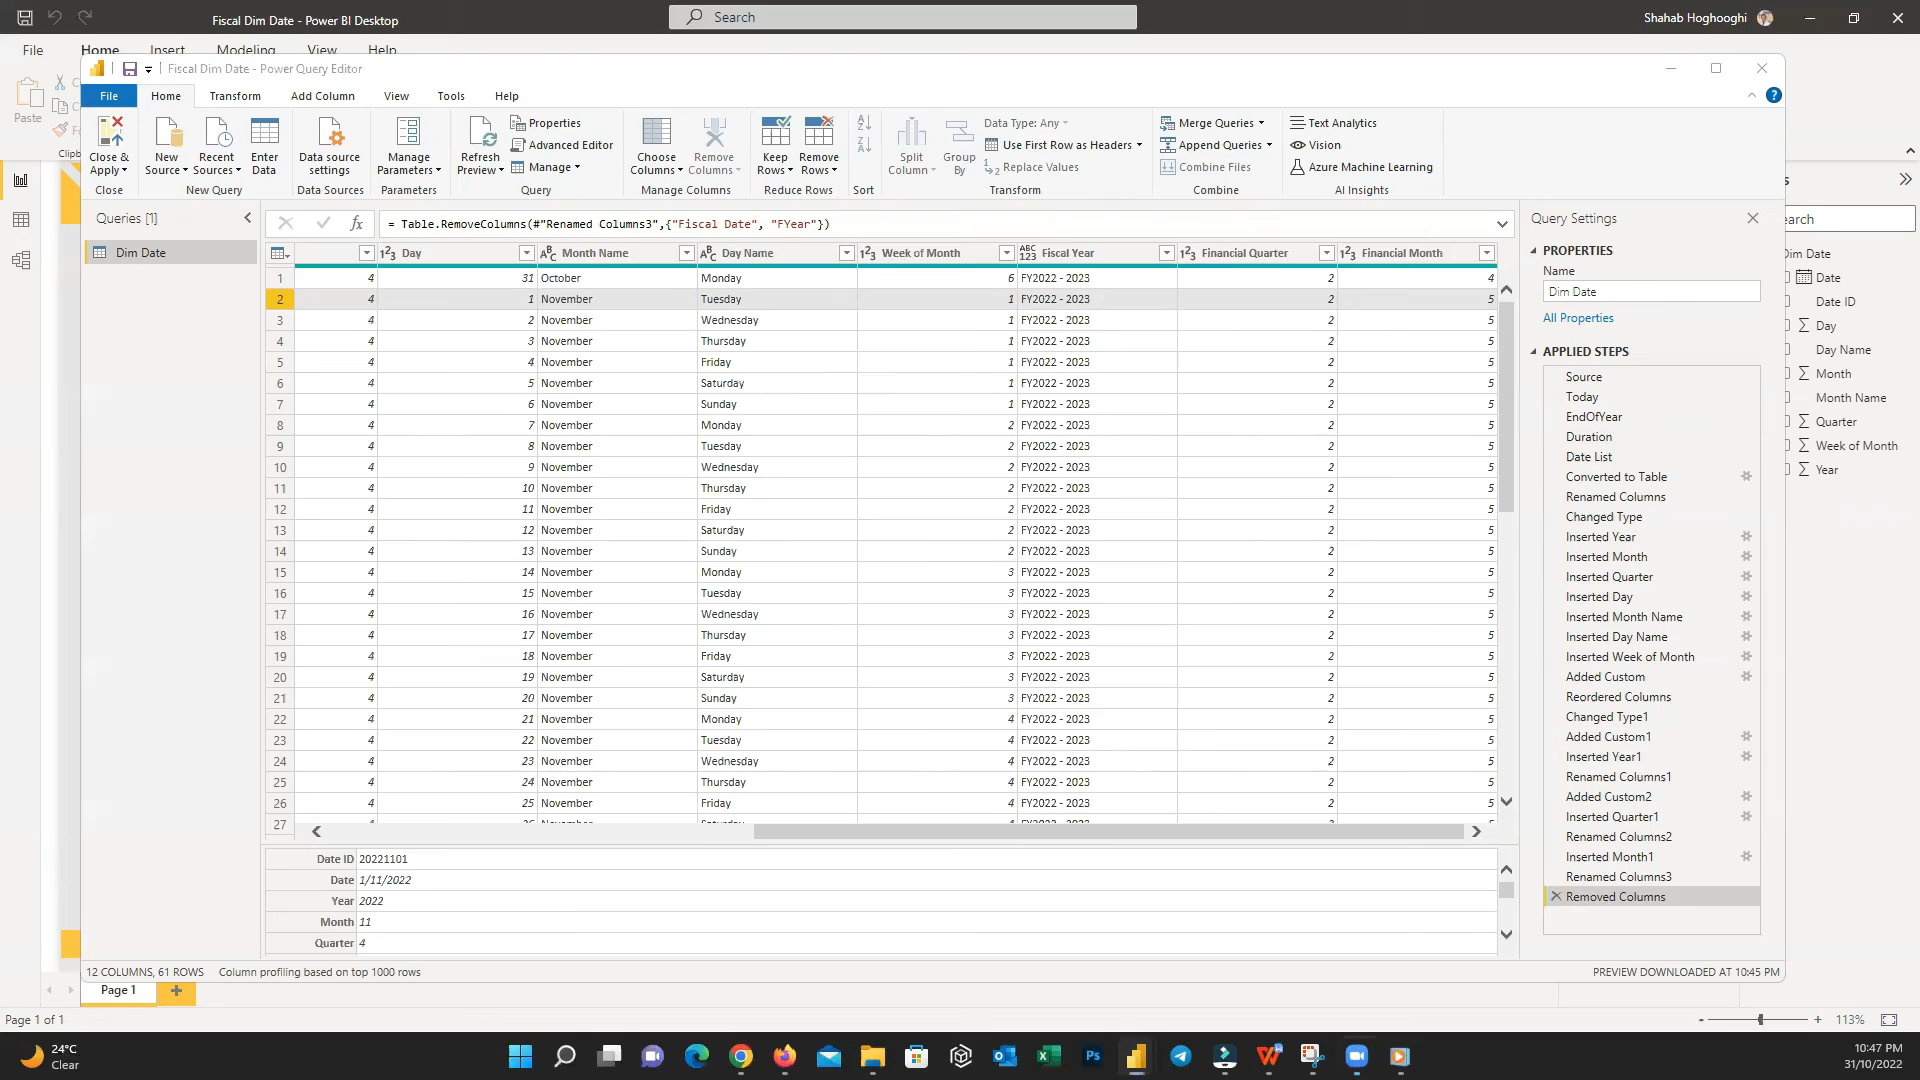 Fiscal Dim Date - Power BI Desktop
Search
Shahab Hoghooghi
File Home Insert Modeling View Help
Fiscal Dim Date - Power Query Editor
File Home Transform Add Column View Tools Help
Paste
Close & Apply
New Source
Recent Sources
Enter Data
Data source settings
Manage Parameters
Refresh Preview
Properties
Advanced Editor
Manage
Choose Columns
Remove Columns
Keep Rows
Remove Rows
Split Column
Group By
Data Type: Any
Use First Row as Headers
Replace Values
Merge Queries
Append Queries
Combine Files
Text Analytics
Vision
Azure Machine Learning
Close New Query Data Sources Parameters Query Manage Columns Reduce Rows Sort Transform Combine AI Insights
Queries [1]
Dim Date
= Table.RemoveColumns(#"Renamed Columns3",{"Fiscal Date", "FYear"})
Day Month Name Day Name Week of Month Fiscal Year Financial Quarter Financial Month
1 4 31 October Monday 6 FY2022 - 2023 2 4
2 4 1 November Tuesday 1 FY2022 - 2023 2 5
3 4 2 November Wednesday 1 FY2022 - 2023 2 5
4 4 3 November Thursday 1 FY2022 - 2023 2 5
5 4 4 November Friday 1 FY2022 - 2023 2 5
6 4 5 November Saturday 1 FY2022 - 2023 2 5
7 4 6 November Sunday 1 FY2022 - 2023 2 5
8 4 7 November Monday 2 FY2022 - 2023 2 5
9 4 8 November Tuesday 2 FY2022 - 2023 2 5
10 4 9 November Wednesday 2 FY2022 - 2023 2 5
11 4 10 November Thursday 2 FY2022 - 2023 2 5
12 4 11 November Friday 2 FY2022 - 2023 2 5
13 4 12 November Saturday 2 FY2022 - 2023 2 5
14 4 13 November Sunday 2 FY2022 - 2023 2 5
15 4 14 November Monday 3 FY2022 - 2023 2 5
16 4 15 November Tuesday 3 FY2022 - 2023 2 5
17 4 16 November Wednesday 3 FY2022 - 2023 2 5
18 4 17 November Thursday 3 FY2022 - 2023 2 5
19 4 18 November Friday 3 FY2022 - 2023 2 5
20 4 19 November Saturday 3 FY2022 - 2023 2 5
21 4 20 November Sunday 3 FY2022 - 2023 2 5
22 4 21 November Monday 4 FY2022 - 2023 2 5
23 4 22 November Tuesday 4 FY2022 - 2023 2 5
24 4 23 November Wednesday 4 FY2022 - 2023 2 5
25 4 24 November Thursday 4 FY2022 - 2023 2 5
26 4 25 November Friday 4 FY2022 - 2023 2 5
27
Date ID 20221101
Date 1/11/2022
Year 2022
Month 11
Quarter 4
12 COLUMNS, 61 ROWS Column profiling based on top 1000 rows
PREVIEW DOWNLOADED AT 10:45 PM
Query Settings
PROPERTIES
Name
Dim Date
All Properties
APPLIED STEPS
Source
Today
EndOfYear
Duration
Date List
Converted to Table
Renamed Columns
Changed Type
Inserted Year
Inserted Month
Inserted Quarter
Inserted Day
Inserted Month Name
Inserted Day Name
Inserted Week of Month
Added Custom
Reordered Columns
Changed Type1
Added Custom1
Inserted Year1
Renamed Columns1
Added Custom2
Inserted Quarter1
Renamed Columns2
Inserted Month1
Renamed Columns3
Removed Columns
Date
Date ID
Day
Day Name
Month
Month Name
Quarter
Week of Month
Year
Page 1
Page 1 of 1
113%
24°C
Clear
10:47 PM
31/10/2022